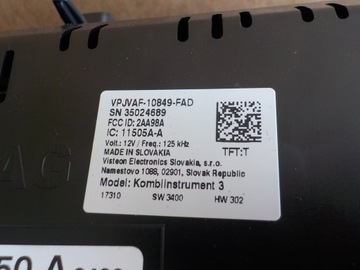 VPJVAF-10849-FAD
SN 35024689
FCC ID: 2AA98A
IC: 11505A-A
Volt.: 12V / Freq.: 125 kHz
MADE IN SLOVAKIA
TFT:T
Visteon Electronics Slovakia, s.r.o.
Namestovo 1088, 02901, Slovak Republic
Model: Kombiinstrument 3
17310 SW 3400 HW 302
AG